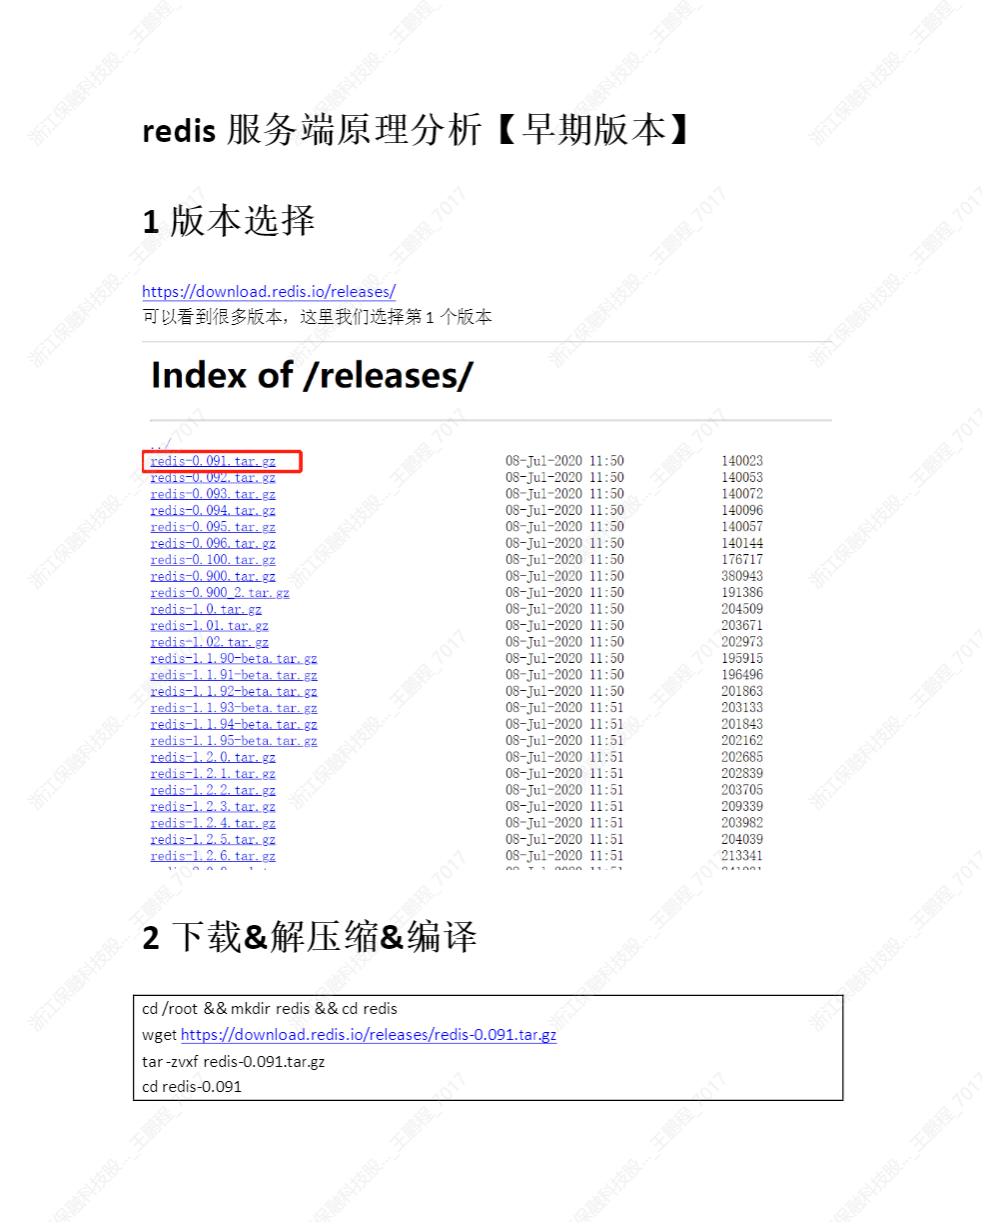 redis 服务端原理分析【早期版本】
1 版本选择
https://download.redis.io/releases/
可以看到很多版本，这里我们选择第 1 个版本
Index of /releases/
../
redis-0.091.tar.gz 08-Jul-2020 11:50 140023
redis-0.092.tar.gz 08-Jul-2020 11:50 140053
redis-0.093.tar.gz 08-Jul-2020 11:50 140072
redis-0.094.tar.gz 08-Jul-2020 11:50 140096
redis-0.095.tar.gz 08-Jul-2020 11:50 140057
redis-0.096.tar.gz 08-Jul-2020 11:50 140144
redis-0.100.tar.gz 08-Jul-2020 11:50 176717
redis-0.900.tar.gz 08-Jul-2020 11:50 380943
redis-0.900_2.tar.gz 08-Jul-2020 11:50 191386
redis-1.0.tar.gz 08-Jul-2020 11:50 204509
redis-1.01.tar.gz 08-Jul-2020 11:50 203671
redis-1.02.tar.gz 08-Jul-2020 11:50 202973
redis-1.1.90-beta.tar.gz 08-Jul-2020 11:50 195915
redis-1.1.91-beta.tar.gz 08-Jul-2020 11:50 196496
redis-1.1.92-beta.tar.gz 08-Jul-2020 11:50 201863
redis-1.1.93-beta.tar.gz 08-Jul-2020 11:51 203133
redis-1.1.94-beta.tar.gz 08-Jul-2020 11:51 201843
redis-1.1.95-beta.tar.gz 08-Jul-2020 11:51 202162
redis-1.2.0.tar.gz 08-Jul-2020 11:51 202685
redis-1.2.1.tar.gz 08-Jul-2020 11:51 202839
redis-1.2.2.tar.gz 08-Jul-2020 11:51 203705
redis-1.2.3.tar.gz 08-Jul-2020 11:51 209339
redis-1.2.4.tar.gz 08-Jul-2020 11:51 203982
redis-1.2.5.tar.gz 08-Jul-2020 11:51 204039
redis-1.2.6.tar.gz 08-Jul-2020 11:51 213341
2 下载&解压缩&编译
cd /root && mkdir redis && cd redis
wget https://download.redis.io/releases/redis-0.091.tar.gz
tar -zvxf redis-0.091.tar.gz
cd redis-0.091
浙江保融科技股..._王鹏程_7017